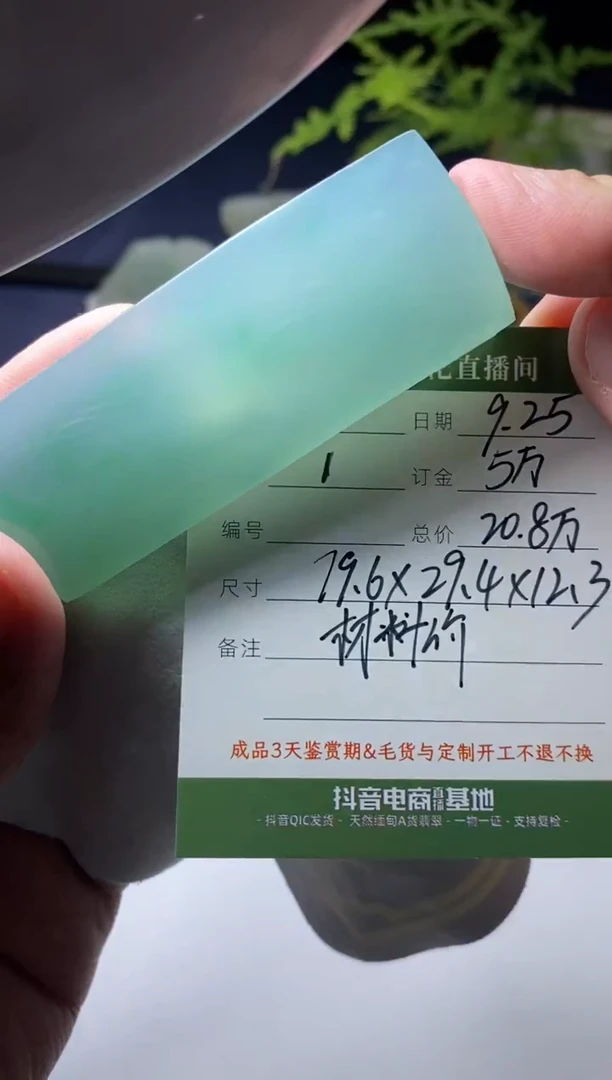 直播间
日期 9.25
1 订金 5万
编号 总价 20.8万
尺寸 79.6×29.4×12.3
备注 材料价
成品3天鉴赏期&毛货与定制开工不退不换
抖音电商直播基地
- 抖音QIC发货 - 天然缅甸A货翡翠 - 一物一证 - 支持复检 -